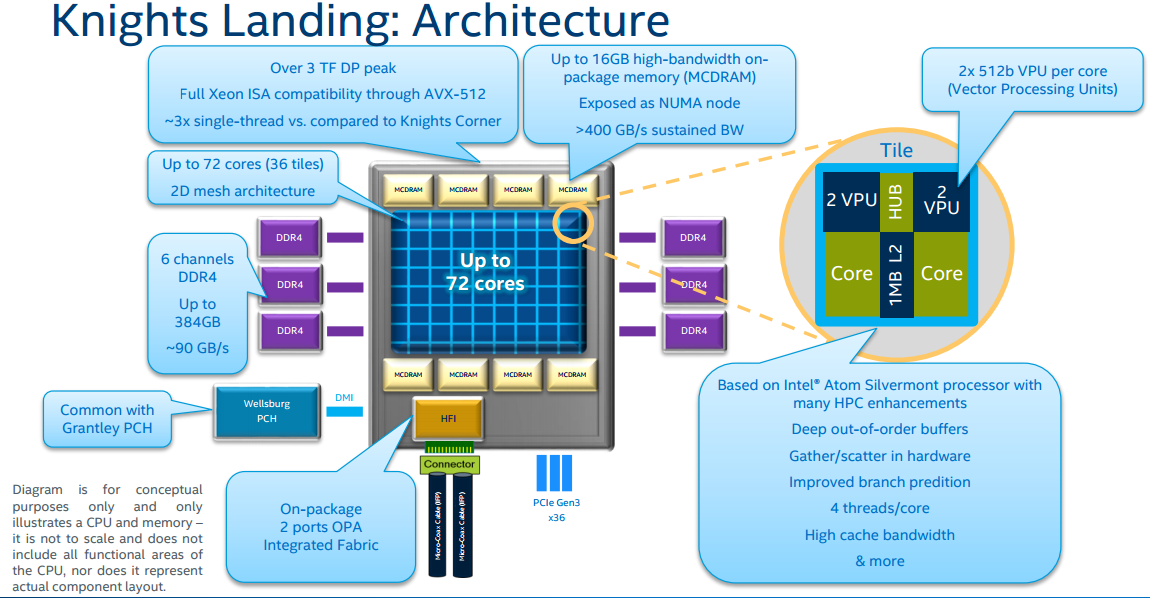 Knights Landing: Architecture
Over 3 TF DP peak
Full Xeon ISA compatibility through AVX-512
~3x single-thread vs. compared to Knights Corner
Up to 16GB high-bandwidth on-
package memory (MCDRAM)
Exposed as NUMA node
>400 GB/s sustained BW
2x 512b VPU per core
(Vector Processing Units)
Up to 72 cores (36 tiles)
2D mesh architecture
MCDRAM
MCDRAM
MCDRAM
MCDRAM
Tile
2 VPU
HUB
2
VPU
Core
1MB L2
Core
DDR4
DDR4
DDR4
6 channels
DDR4
Up to
384GB
~90 GB/s
Up to
72 cores
DDR4
DDR4
DDR4
MCDRAM
MCDRAM
MCDRAM
MCDRAM
Common with
Grantley PCH
Wellsburg
PCH
DMI
HFI
Connector
Micro-Coax Cable (IFP)
Micro-Coax Cable (IFP)
PCIe Gen3
x36
On-package
2 ports OPA
Integrated Fabric
Based on Intel® Atom Silvermont processor with
many HPC enhancements
Deep out-of-order buffers
Gather/scatter in hardware
Improved branch predition
4 threads/core
High cache bandwidth
& more
Diagram is for conceptual
purposes only and only
illustrates a CPU and memory –
it is not to scale and does not
include all functional areas of
the CPU, nor does it represent
actual component layout.